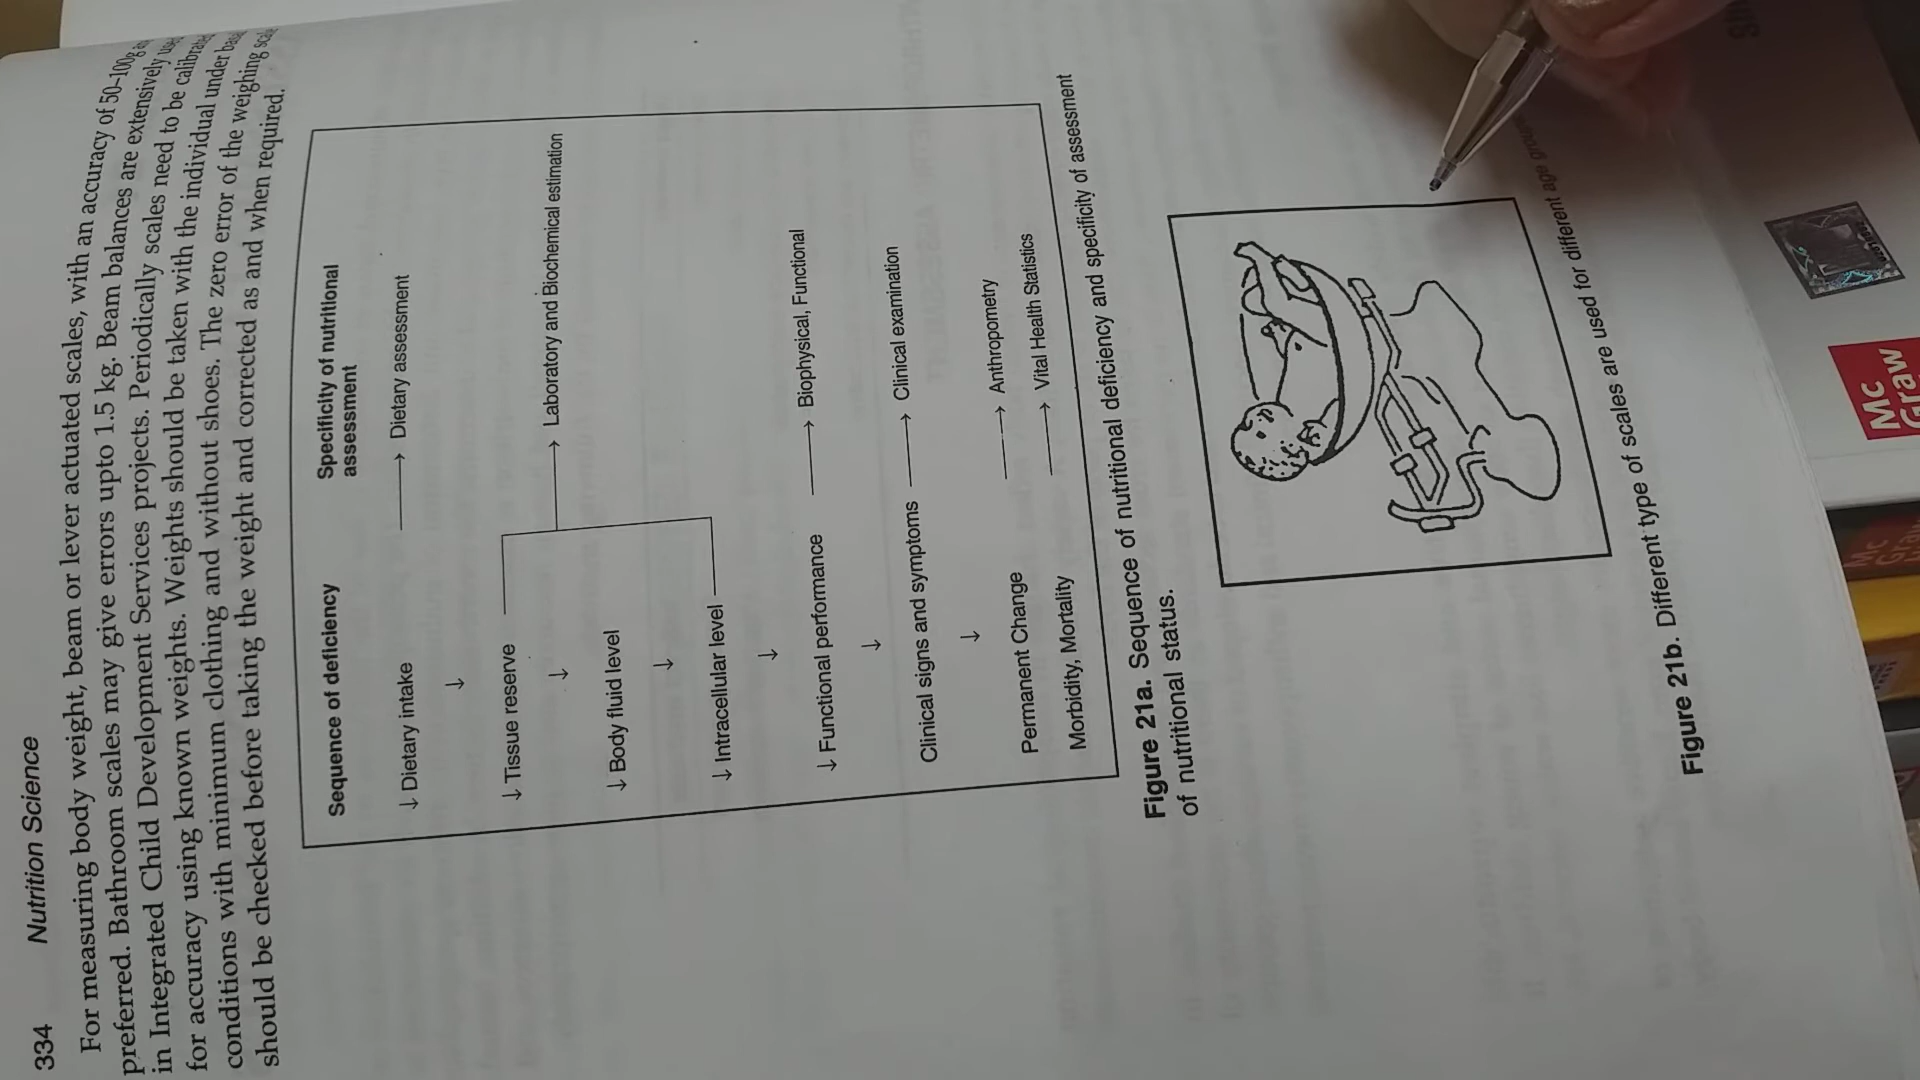 334 Nutrition Science
For measuring body weight, beam or lever actuated scales, with an accuracy of 50–100g
preferred. Bathroom scales may give errors upto 1.5 kg. Beam balances are extensively used
in Integrated Child Development Services projects. Periodically scales need to be calibrated
for accuracy using known weights. Weights should be taken with the individual under basal
conditions with minimum clothing and without shoes. The zero error of the weighing scale
should be checked before taking the weight and corrected as and when required.
Sequence of deficiency Specificity of nutritional
assessment
↓ Dietary intake → Dietary assessment
↓
↓ Tissue reserve
↓ → Laboratory and Biochemical estimation
↓ Body fluid level
↓
↓ Intracellular level
↓
↓ Functional performance → Biophysical, Functional
↓
Clinical signs and symptoms → Clinical examination
↓
Permanent Change → Anthropometry
Morbidity, Mortality → Vital Health Statistics
Figure 21a. Sequence of nutritional deficiency and specificity of assessment
of nutritional status.
Figure 21b. Different type of scales are used for different age
Mc
Graw